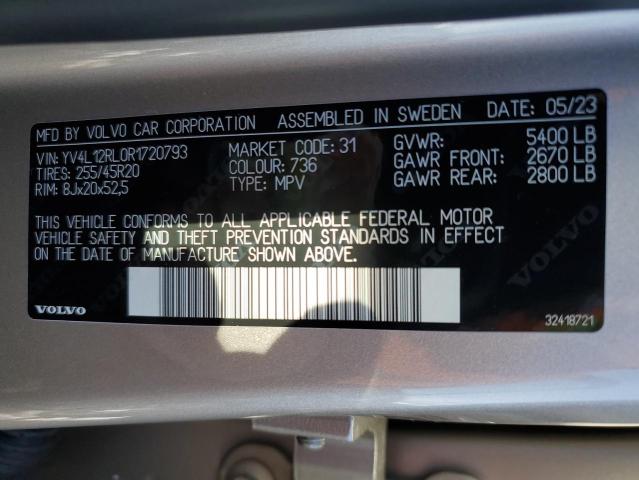 MFD BY VOLVO CAR CORPORATION ASSEMBLED IN SWEDEN DATE: 05/23
VIN: YV4L12RL0R1720793 MARKET CODE: 31 GVWR: 5400 LB
TIRES: 255/45R20 COLOUR: 736 GAWR FRONT: 2670 LB
RIM: 8Jx20x52,5 TYPE: MPV GAWR REAR: 2800 LB
THIS VEHICLE CONFORMS TO ALL APPLICABLE FEDERAL MOTOR
VEHICLE SAFETY AND THEFT PREVENTION STANDARDS IN EFFECT
ON THE DATE OF MANUFACTURE SHOWN ABOVE.
VOLVO 32418721